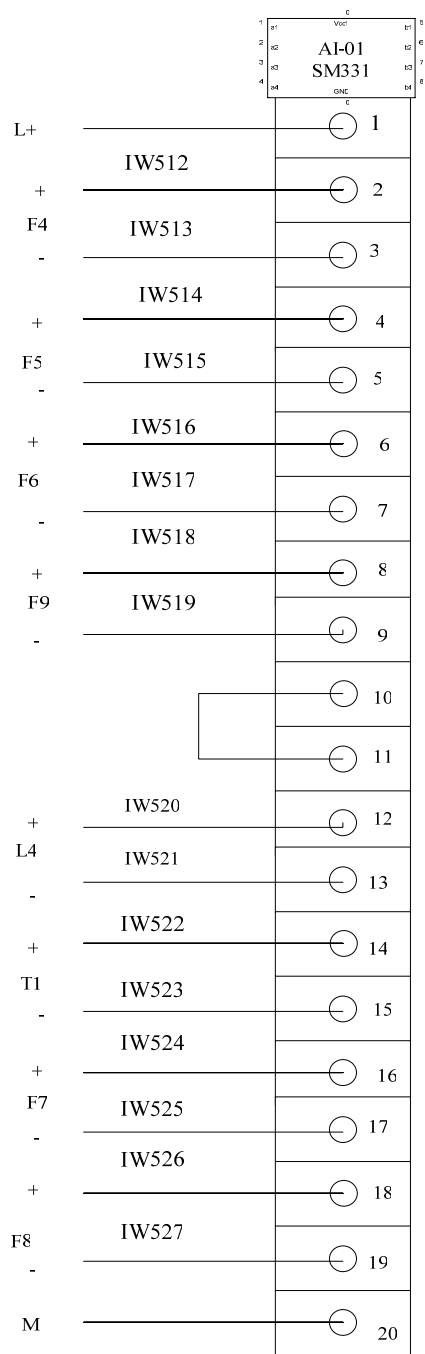 0
1 a1 Vcc1 b1 5
2 a2 AI-01 b2 6
3 a3 SM331 b3 7
4 a4 GND b4 8
0
L+ 1
IW512
+ 2
F4 IW513
- 3
IW514
+ 4
F5 IW515
- 5
IW516
+ 6
F6 IW517
- 7
IW518
+ 8
F9 IW519
- 9
10
11
IW520
+ 12
L4 IW521
- 13
IW522
+ 14
T1 IW523
- 15
IW524
+ 16
F7 IW525
- 17
IW526
+ 18
F8 IW527
- 19
M 20